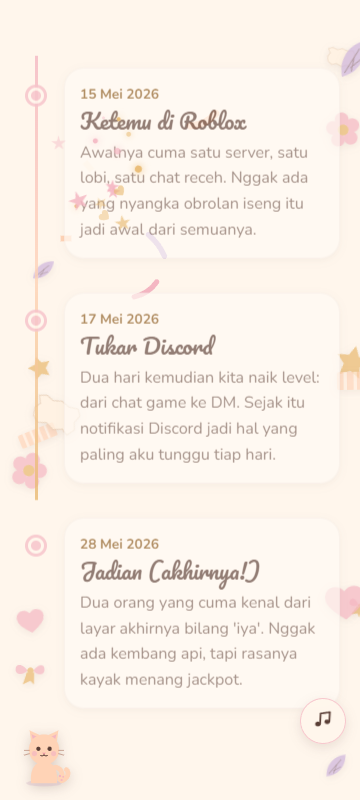 15 Mei 2026
Ketemu di Roblox
Awalnya cuma satu server, satu
lobi, satu chat receh. Nggak ada
yang nyangka obrolan iseng itu
jadi awal dari semuanya.
17 Mei 2026
Tukar Discord
Dua hari kemudian kita naik level:
dari chat game ke DM. Sejak itu
notifikasi Discord jadi hal yang
paling aku tunggu tiap hari.
28 Mei 2026
Jadian (akhirnya!)
Dua orang yang cuma kenal dari
layar akhirnya bilang 'iya'. Nggak
ada kembang api, tapi rasanya
kayak menang jackpot.